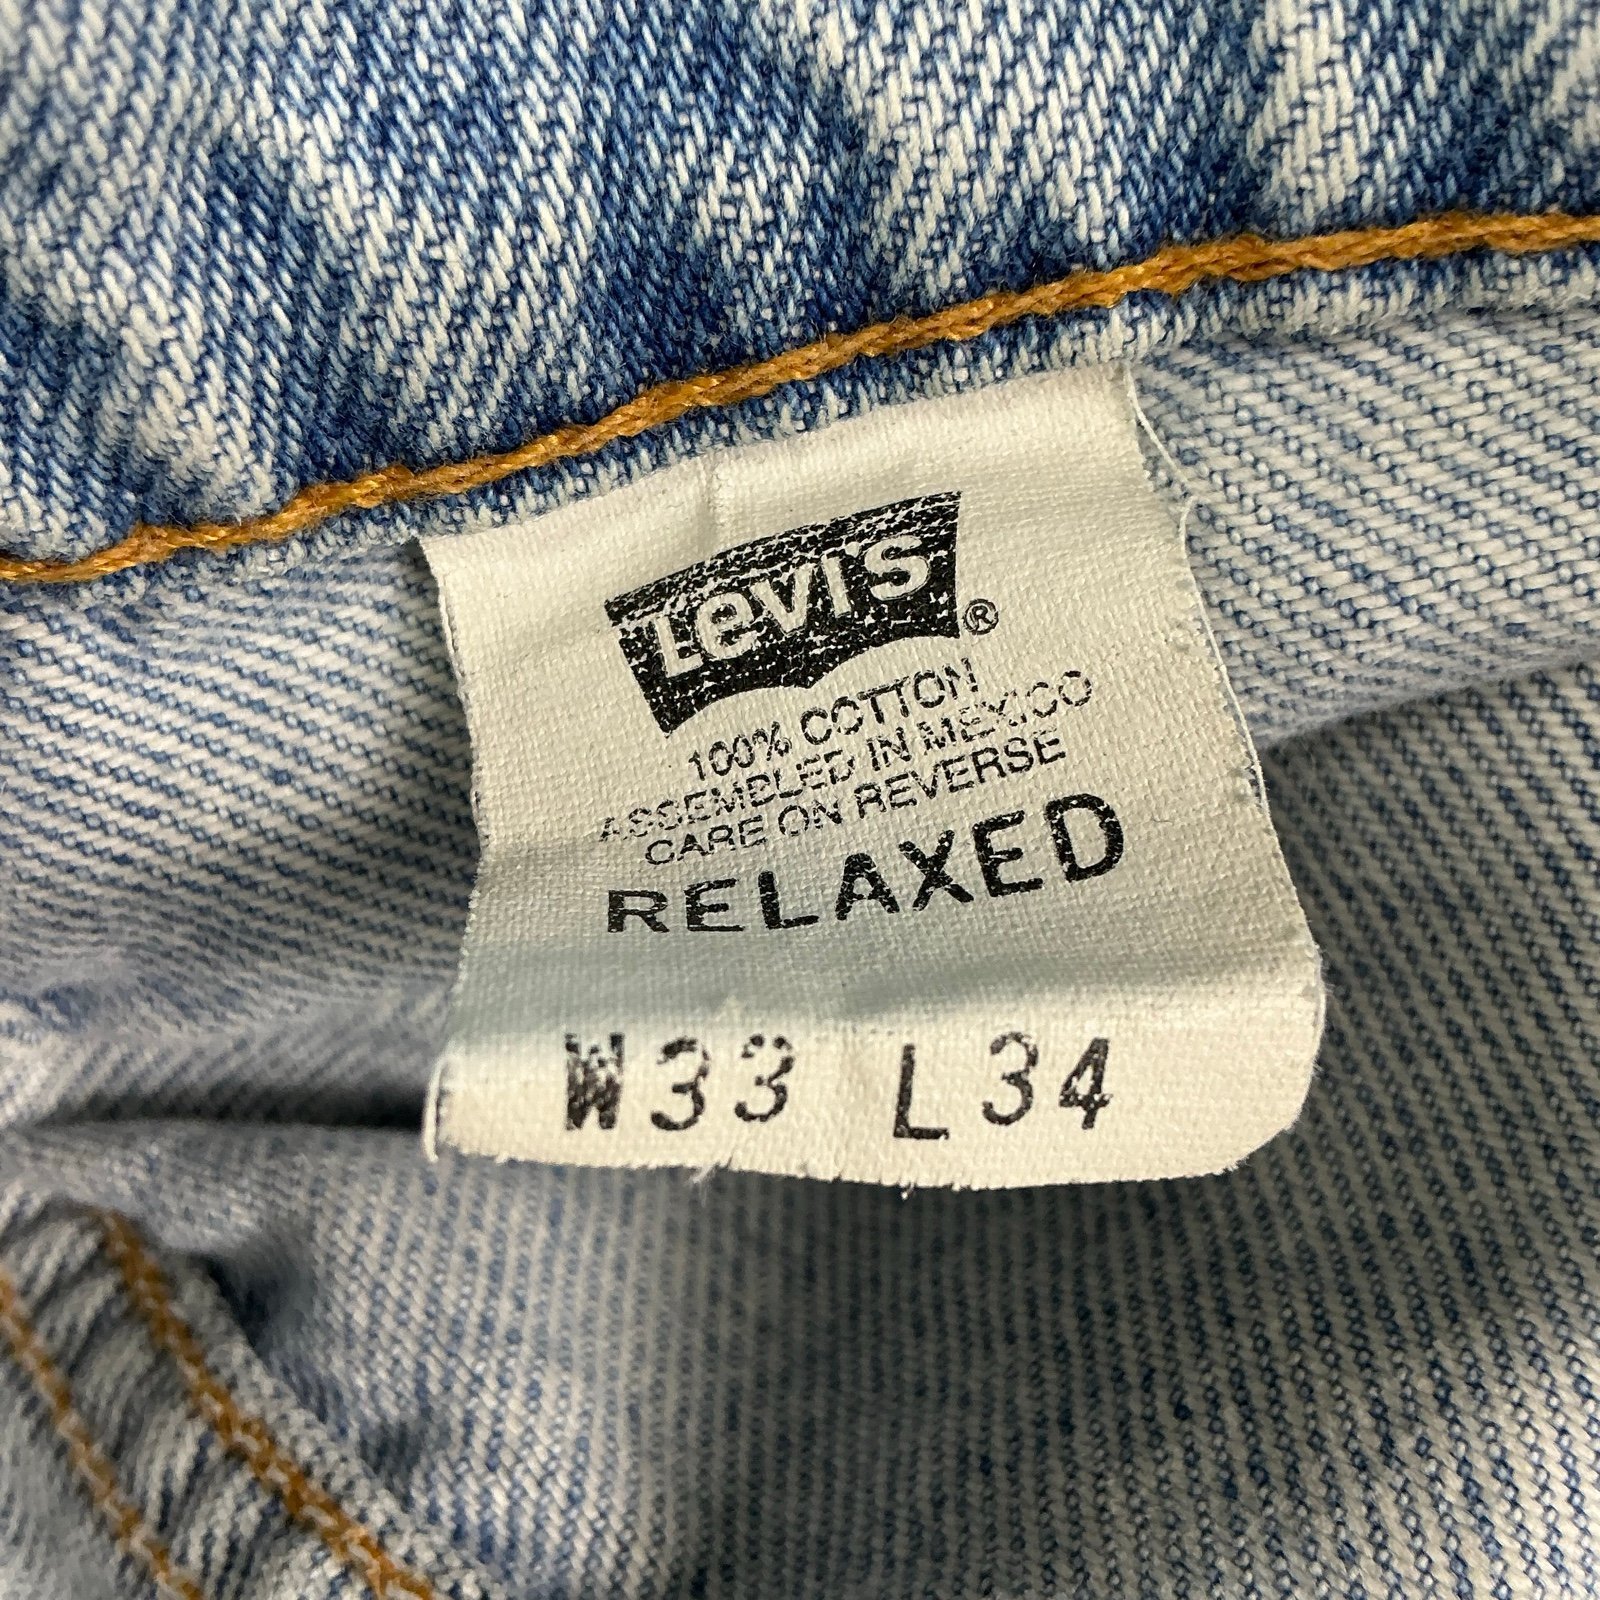 Levi's ®
100% COTTON
ASSEMBLED IN MEXICO
CARE ON REVERSE
RELAXED
W33 L34